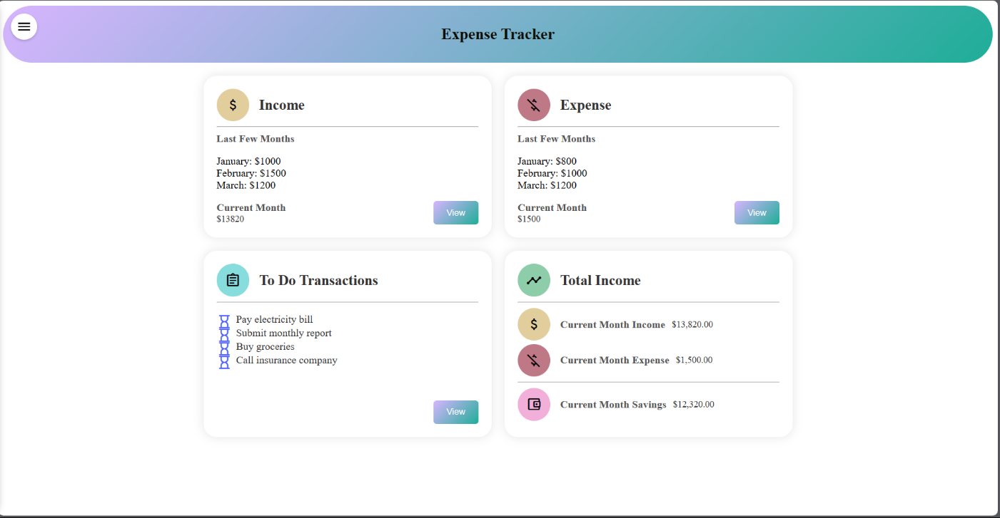 Expense Tracker
Income
Last Few Months
January: $1000
February: $1500
March: $1200
Current Month
$13820
View
Expense
Last Few Months
January: $800
February: $1000
March: $1200
Current Month
$1500
View
To Do Transactions
Pay electricity bill
Submit monthly report
Buy groceries
Call insurance company
View
Total Income
Current Month Income $13,820.00
Current Month Expense $1,500.00
Current Month Savings $12,320.00